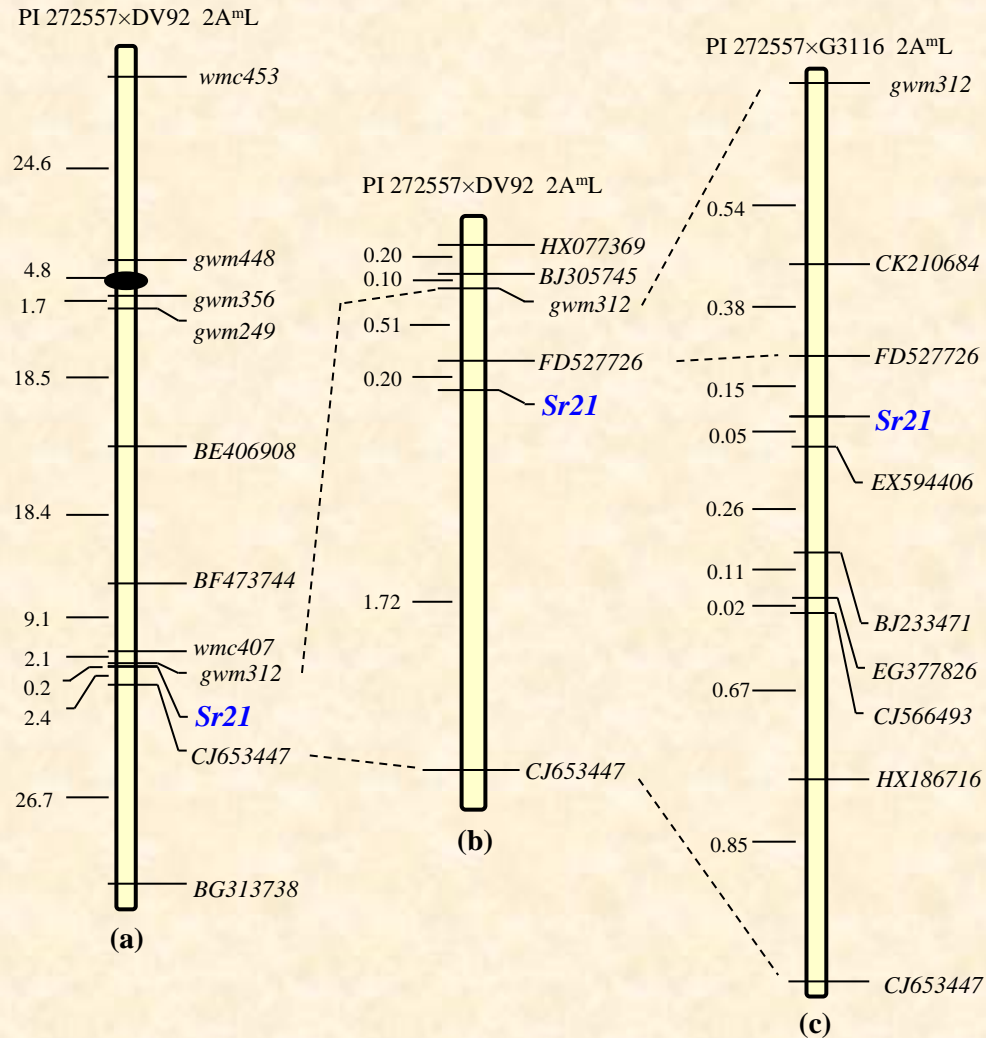 PI 272557×DV92 2AᵐL
wmc453
24.6
gwm448
4.8
gwm356
1.7
gwm249
18.5
BE406908
18.4
BF473744
9.1
wmc407
2.1
gwm312
0.2
2.4
Sr21
CJ653447
26.7
BG313738
(a)
PI 272557×DV92 2AᵐL
HX077369
0.20
BJ305745
0.10
gwm312
0.51
FD527726
0.20
Sr21
1.72
CJ653447
(b)
PI 272557×G3116 2AᵐL
gwm312
0.54
CK210684
0.38
FD527726
0.15
Sr21
0.05
EX594406
0.26
0.11
0.02
BJ233471
EG377826
0.67
CJ566493
HX186716
0.85
CJ653447
(c)